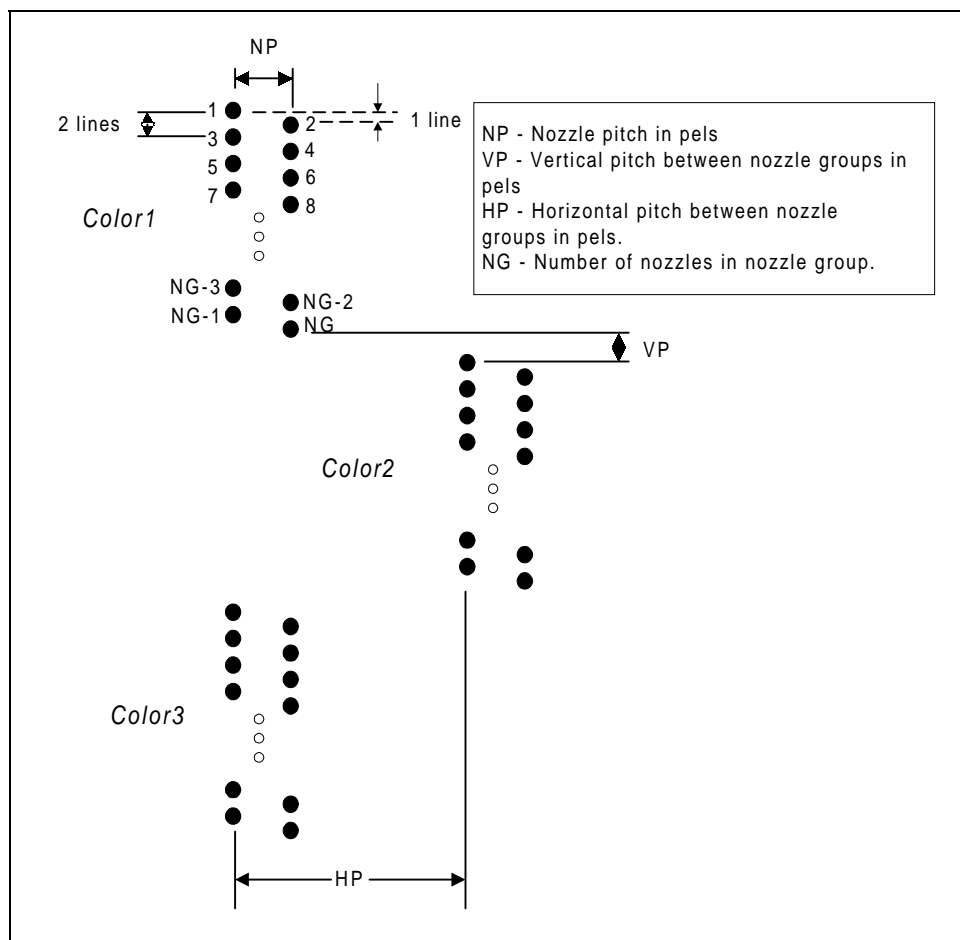 NP
1
2
1 line
2 lines
3
4
5
6
7
8
Color1
NP - Nozzle pitch in pels
VP - Vertical pitch between nozzle groups in
pels
HP - Horizontal pitch between nozzle
groups in pels.
NG - Number of nozzles in nozzle group.
NG-3
NG-2
NG-1
NG
VP
Color2
Color3
HP